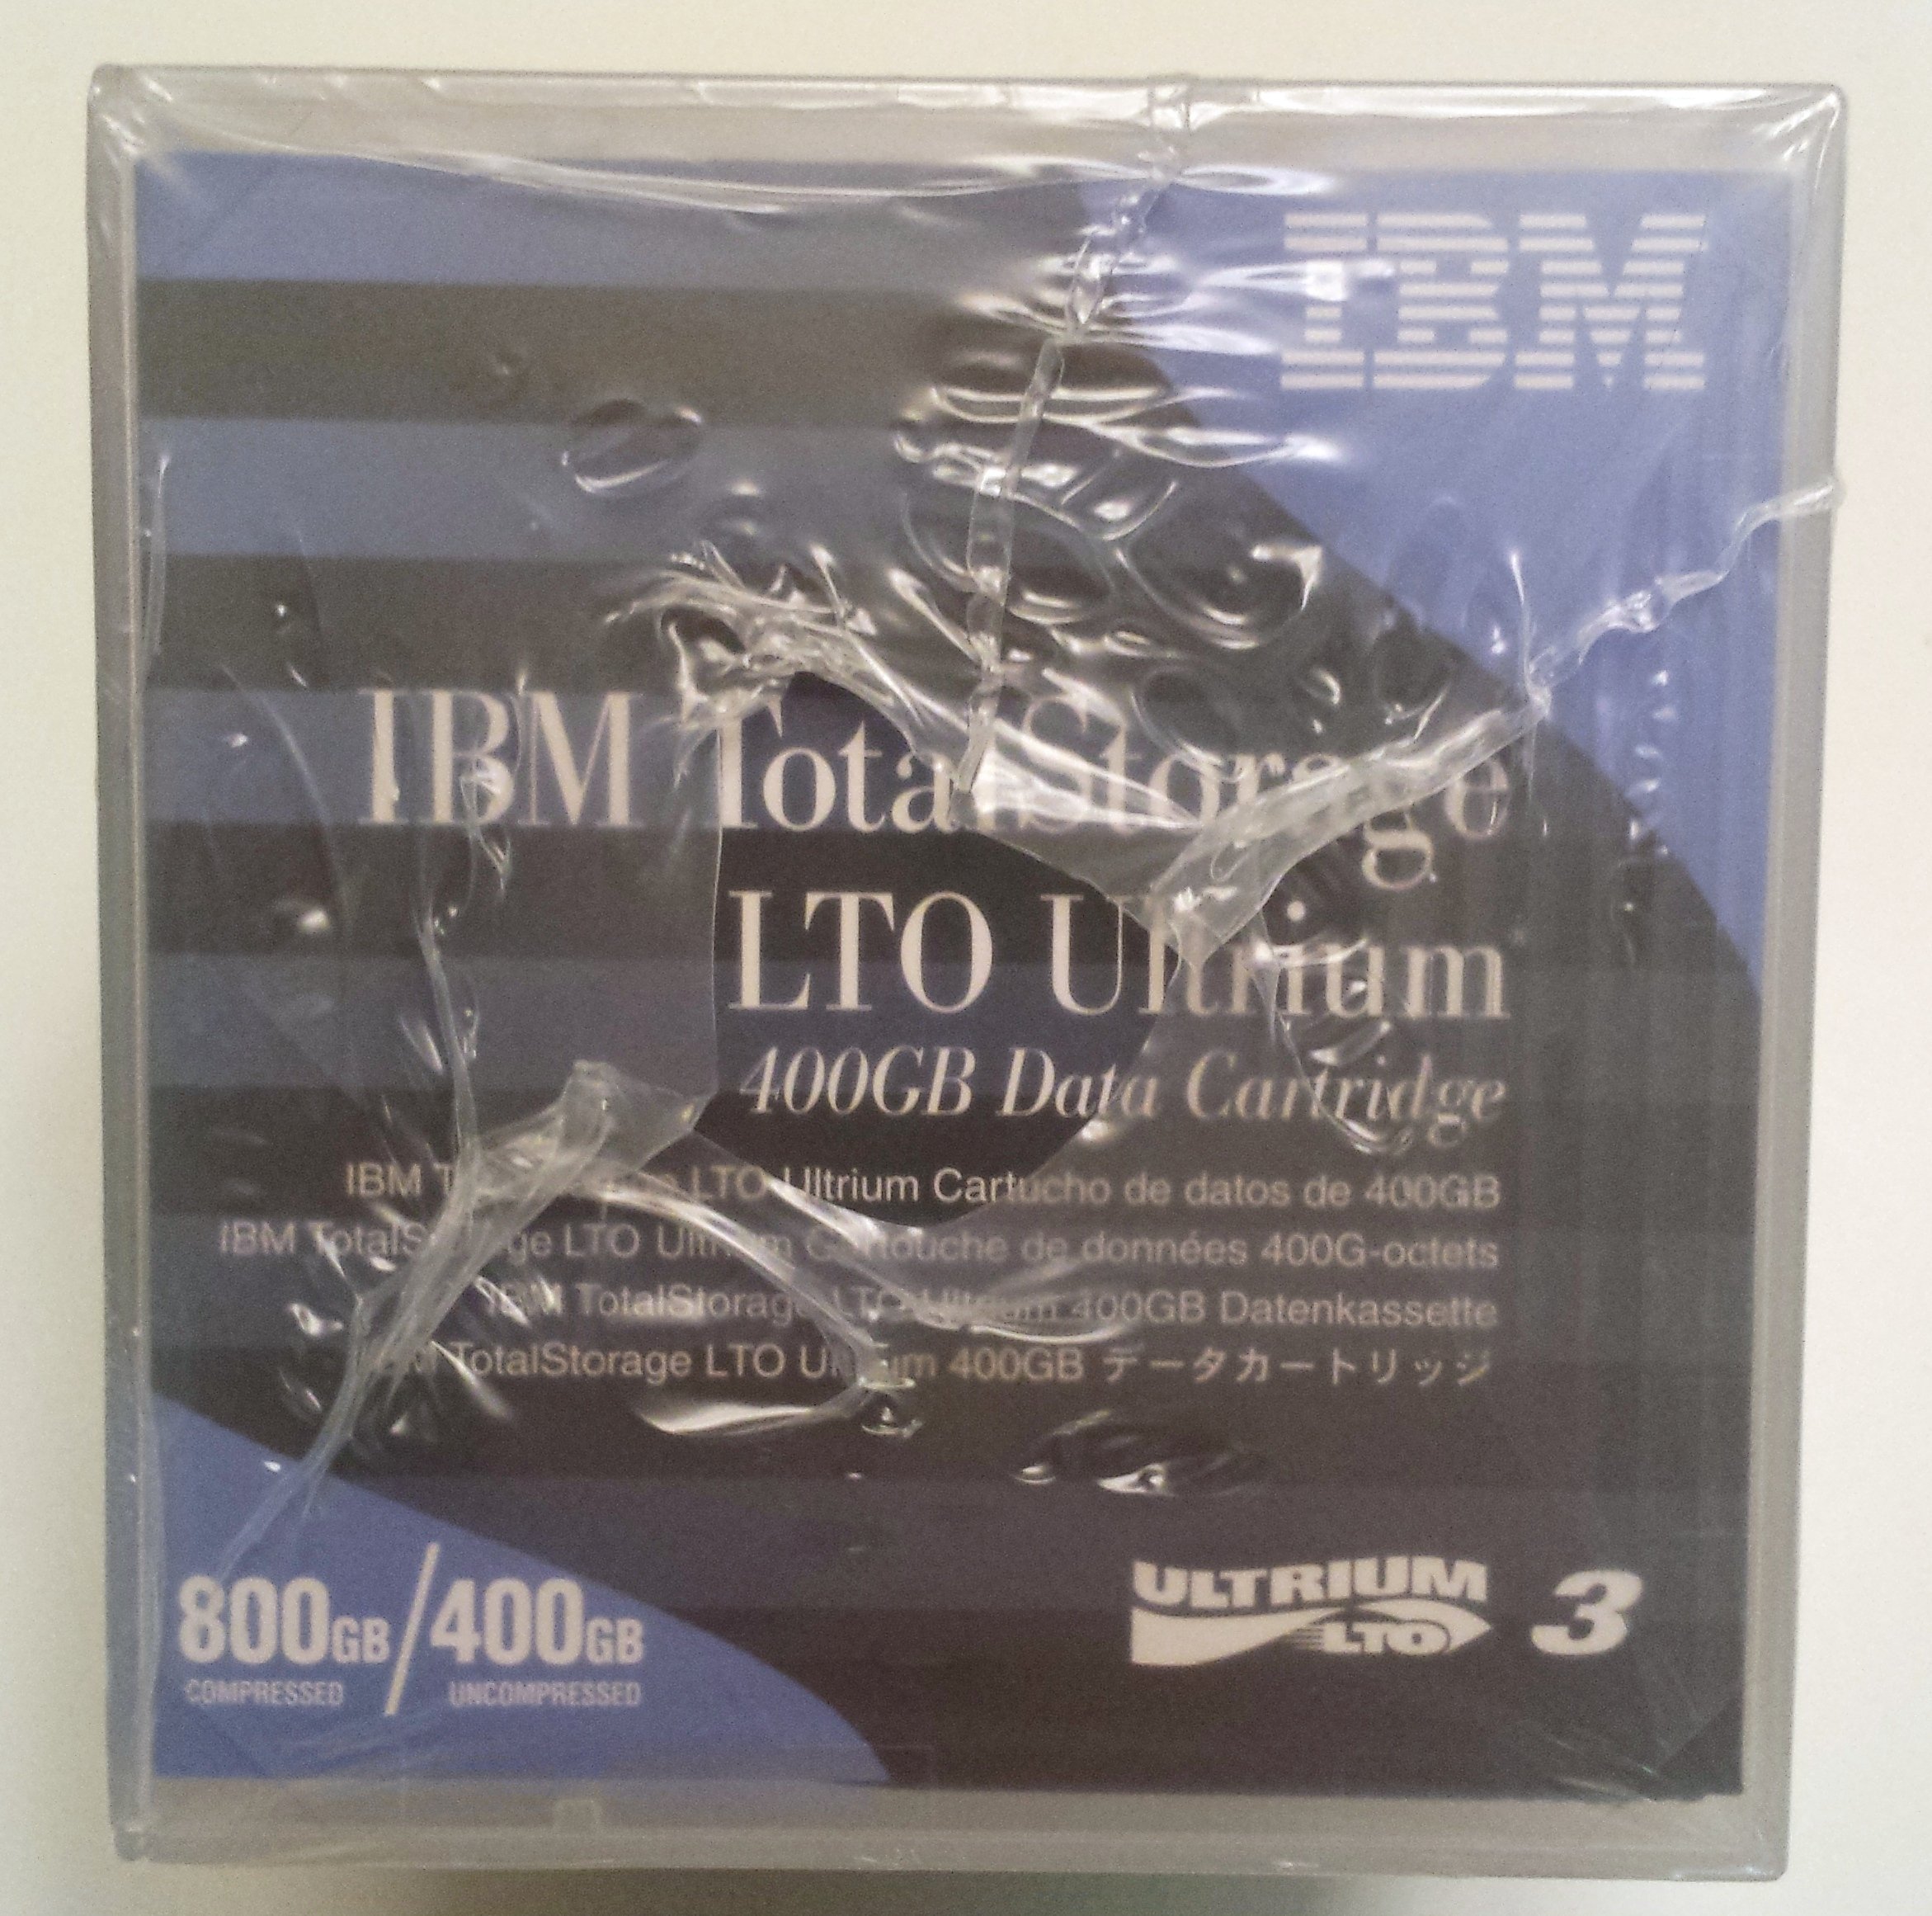 IBM
IBM TotalStorage
LTO Ultrium
400GB Data Cartridge
IBM TotalStorage LTO Ultrium Cartucho de datos de 400GB
IBM TotalStorage LTO Ultrium Cartouche de données 400G-octets
IBM TotalStorage LTO Ultrium 400GB Datenkassette
IBM TotalStorage LTO Ultrium 400GB データカートリッジ
800GB/400GB
COMPRESSED UNCOMPRESSED
ULTRIUM
LTO 3